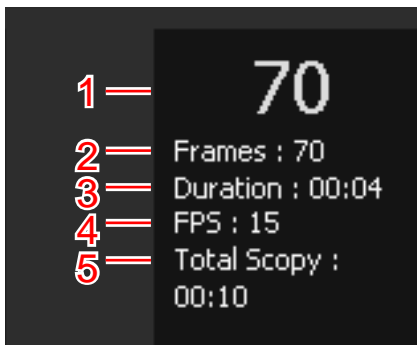 1 70
2 Frames : 70
3 Duration : 00:04
4 FPS : 15
5 Total Scopy :
00:10